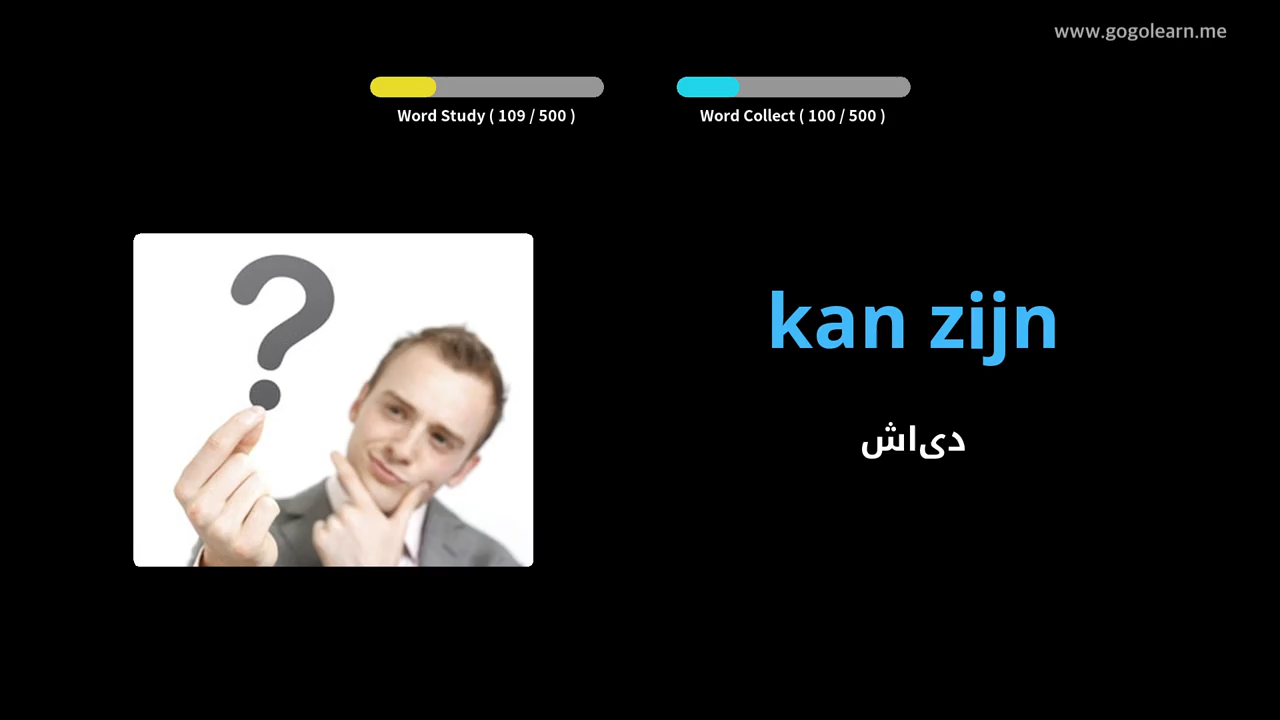 www.gogolearn.me
Word Study ( 109 / 500 )
Word Collect ( 100 / 500 )
?
kan zijn
دیاش